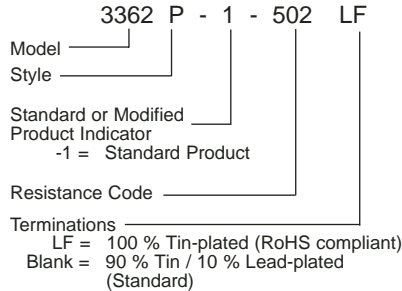 3362 P - 1 - 502 LF
Model
Style
Standard or Modified
Product Indicator
-1 = Standard Product
Resistance Code
Terminations
LF = 100 % Tin-plated (RoHS compliant)
Blank = 90 % Tin / 10 % Lead-plated
(Standard)